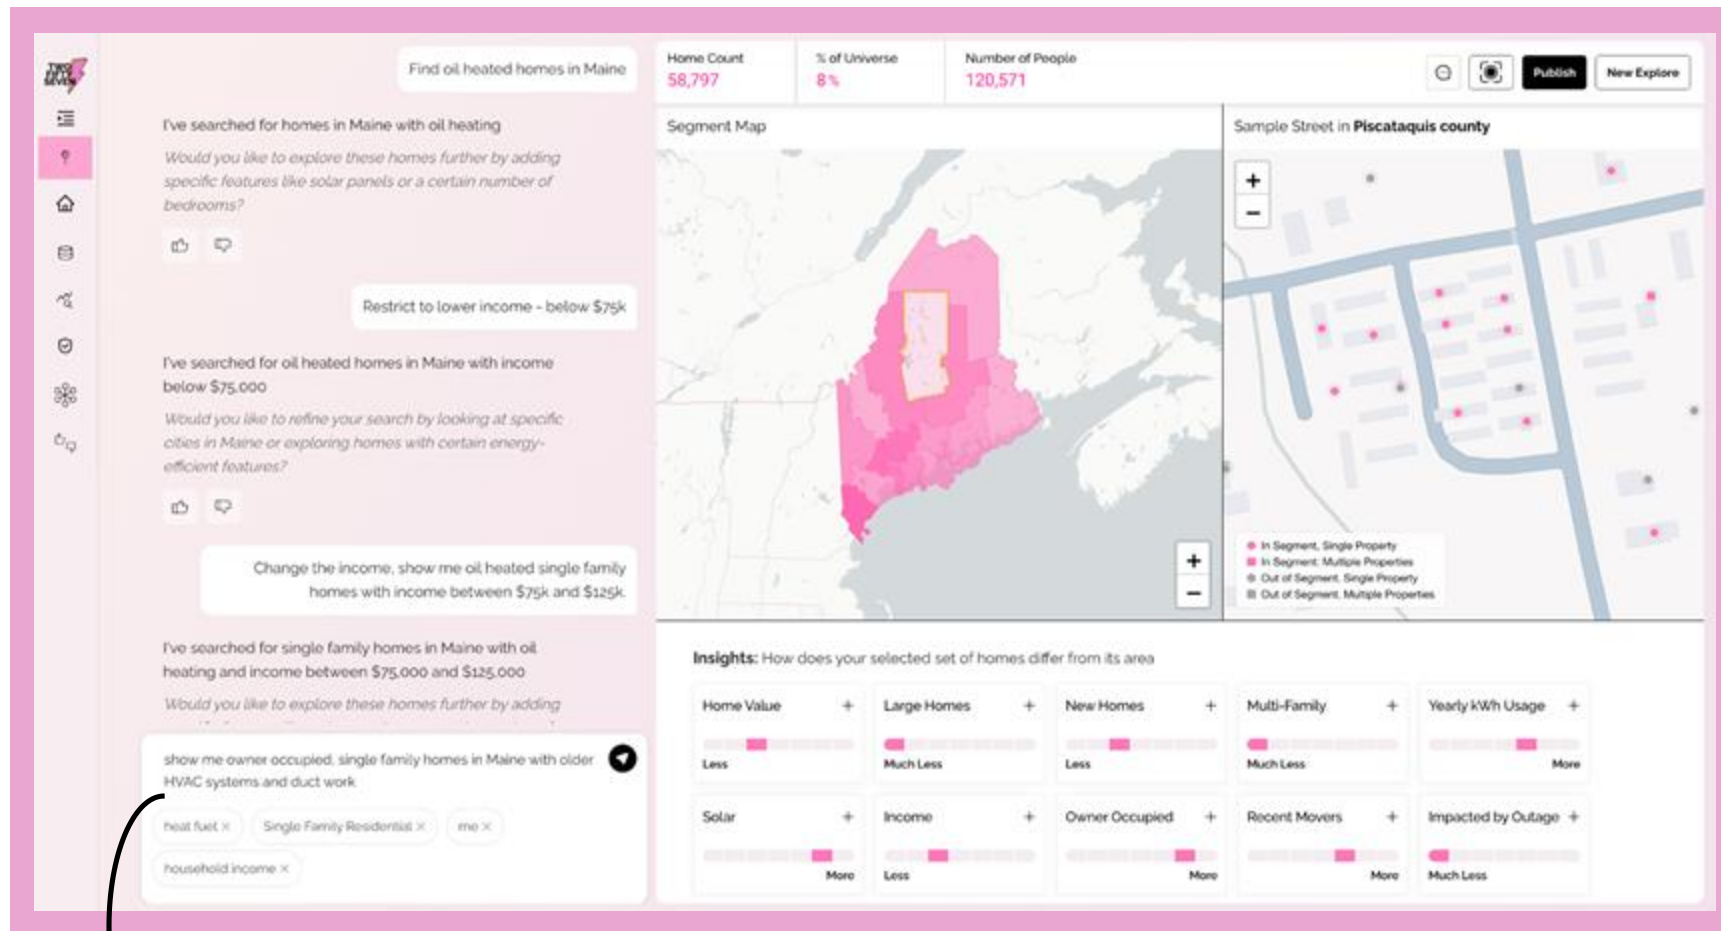 TWO
FIFTY
SEVEN
Find oil heated homes in Maine
I've searched for homes in Maine with oil heating
Would you like to explore these homes further by adding
specific features like solar panels or a certain number of
bedrooms?
Restrict to lower income - below $75k
I've searched for oil heated homes in Maine with income
below $75,000
Would you like to refine your search by looking at specific
cities in Maine or exploring homes with certain energy-
efficient features?
Change the income, show me oil heated single family
homes with income between $75k and $125k.
I've searched for single family homes in Maine with oil
heating and income between $75,000 and $125,000
Would you like to explore these homes further by adding
show me owner occupied, single family homes in Maine with older
HVAC systems and duct work
heat fuel ×
Single Family Residential ×
me ×
household income ×
Home Count
58,797
% of Universe
8%
Number of People
120,571
Publish
New Explore
Segment Map
+
−
Sample Street in Piscataquis county
+
−
In Segment, Single Property
In Segment, Multiple Properties
Out of Segment, Single Property
Out of Segment, Multiple Properties
Insights: How does your selected set of homes differ from its area
Home Value +
Less
Large Homes +
Much Less
New Homes +
Less
Multi-Family +
Much Less
Yearly kWh Usage +
More
Solar +
More
Income +
Less
Owner Occupied +
More
Recent Movers +
More
Impacted by Outage +
Much Less